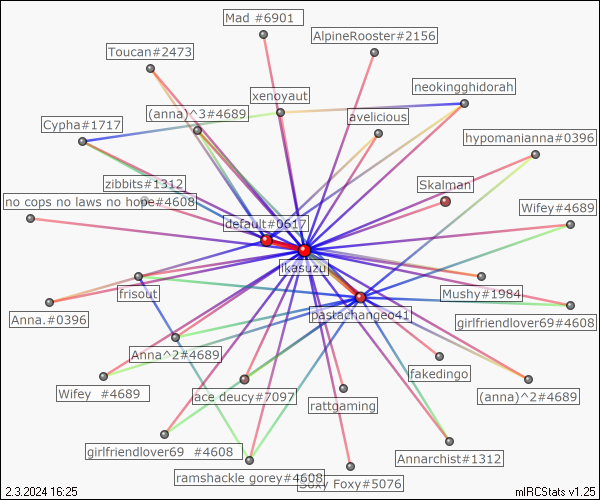 Mad #6901
AlpineRooster#2156
Toucan#2473
neokingghidorah
xenoyaut
(anna)^3#4689
avelicious
Cypha#1717
hypomanianna#0396
zibbits#1312
Skalman
no cops no laws no hope#4608
Wifey#4689
default#0617
ikasuzu
frisout
Mushy#1984
Anna.#0396
pastachangeo41
girlfriendlover69#4608
Anna^2#4689
fakedingo
Wifey #4689
ace deucy#7097
(anna)^2#4689
rattgaming
girlfriendlover69 #4608
Annarchist#1312
ramshackle gorey#4608
Foxy#5076
2.3.2024 16:25
mIRCStats v1.25